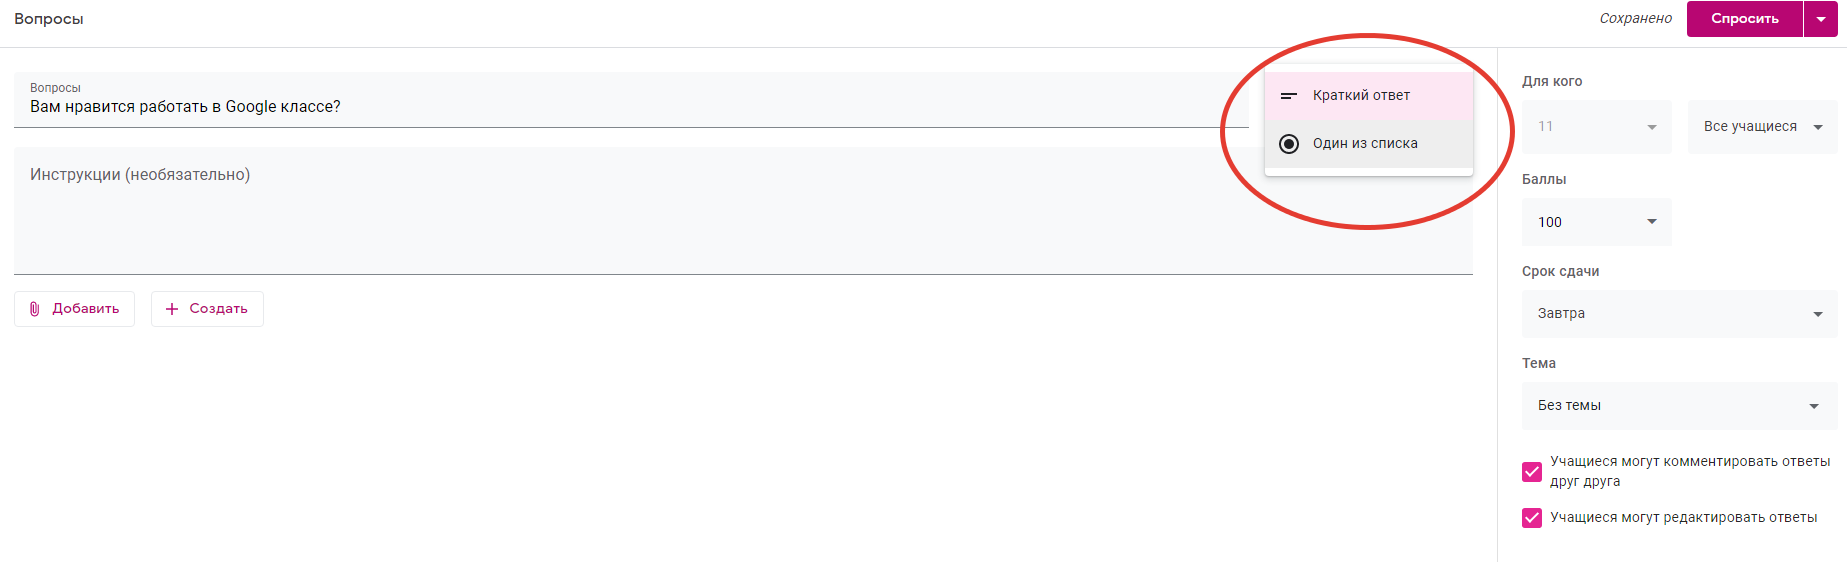 Вопросы
Сохранено
Спросить
Вопросы
Вам нравится работать в Google классе?
Краткий ответ
Один из списка
Инструкции (необязательно)
Добавить
Создать
Для кого
11
Все учащиеся
Баллы
100
Срок сдачи
Завтра
Тема
Без темы
Учащиеся могут комментировать ответы
друг друга
Учащиеся могут редактировать ответы